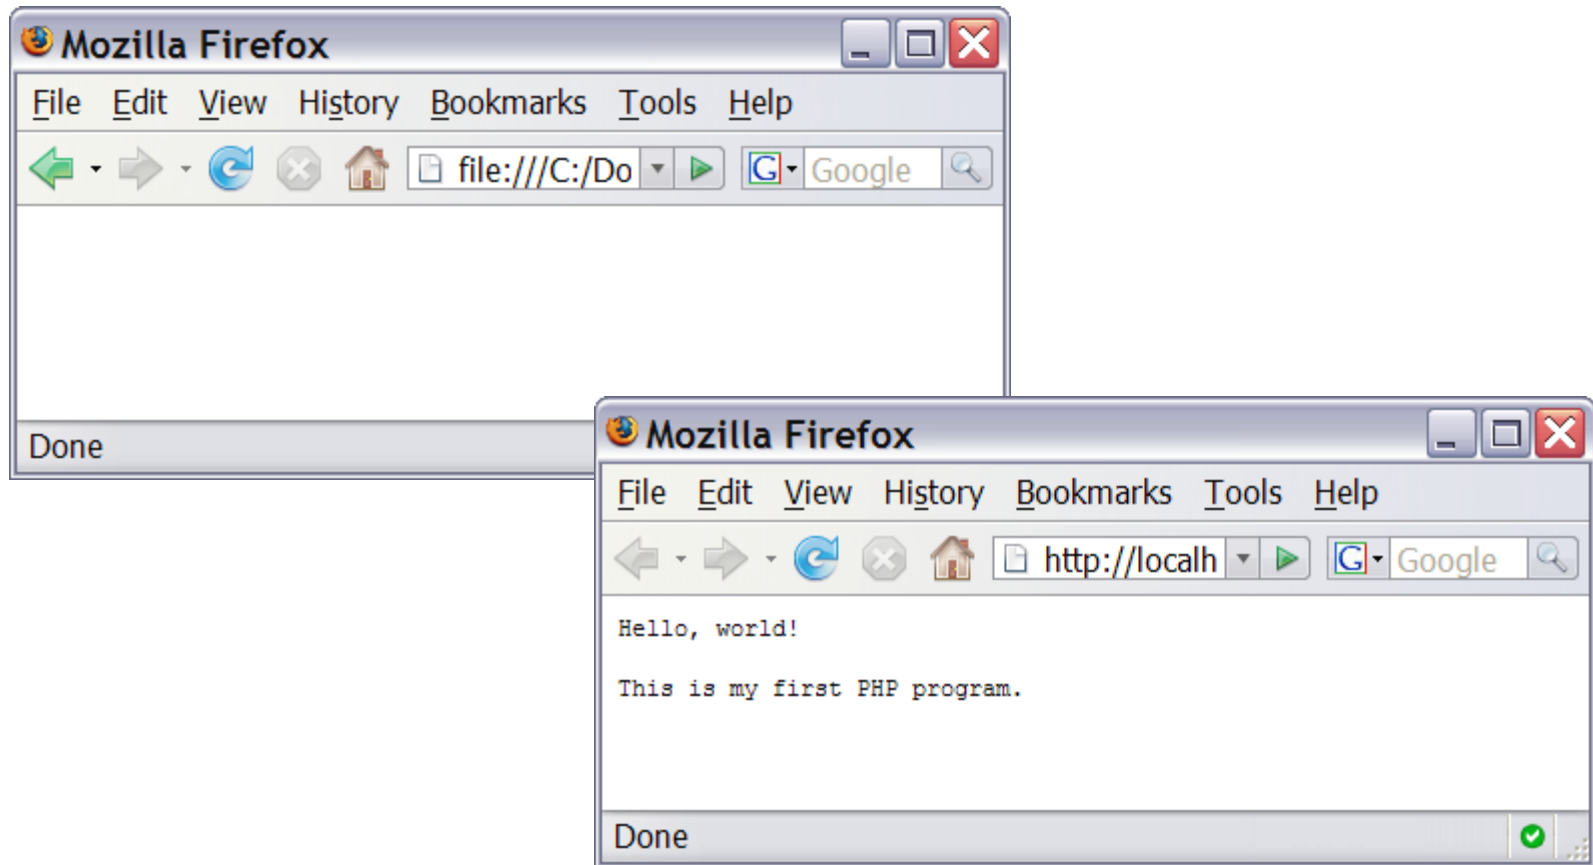 Mozilla Firefox
File Edit View History Bookmarks Tools Help
file:///C:/Do G Google
Done
Mozilla Firefox
File Edit View History Bookmarks Tools Help
http://localh G Google
Hello, world!
This is my first PHP program.
Done